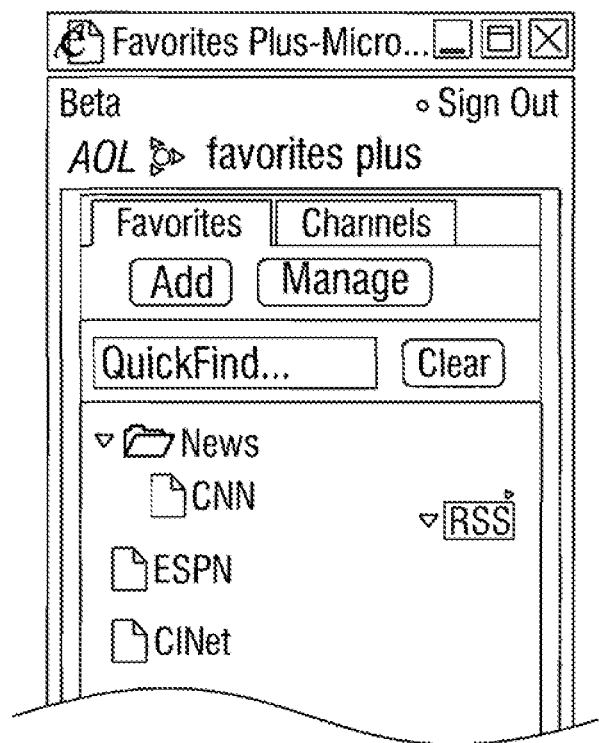 Favorites Plus-Micro...
Beta
Sign Out
AOL favorites plus
Favorites Channels
Add Manage
QuickFind... Clear
News
CNN
RSS
ESPN
CINet